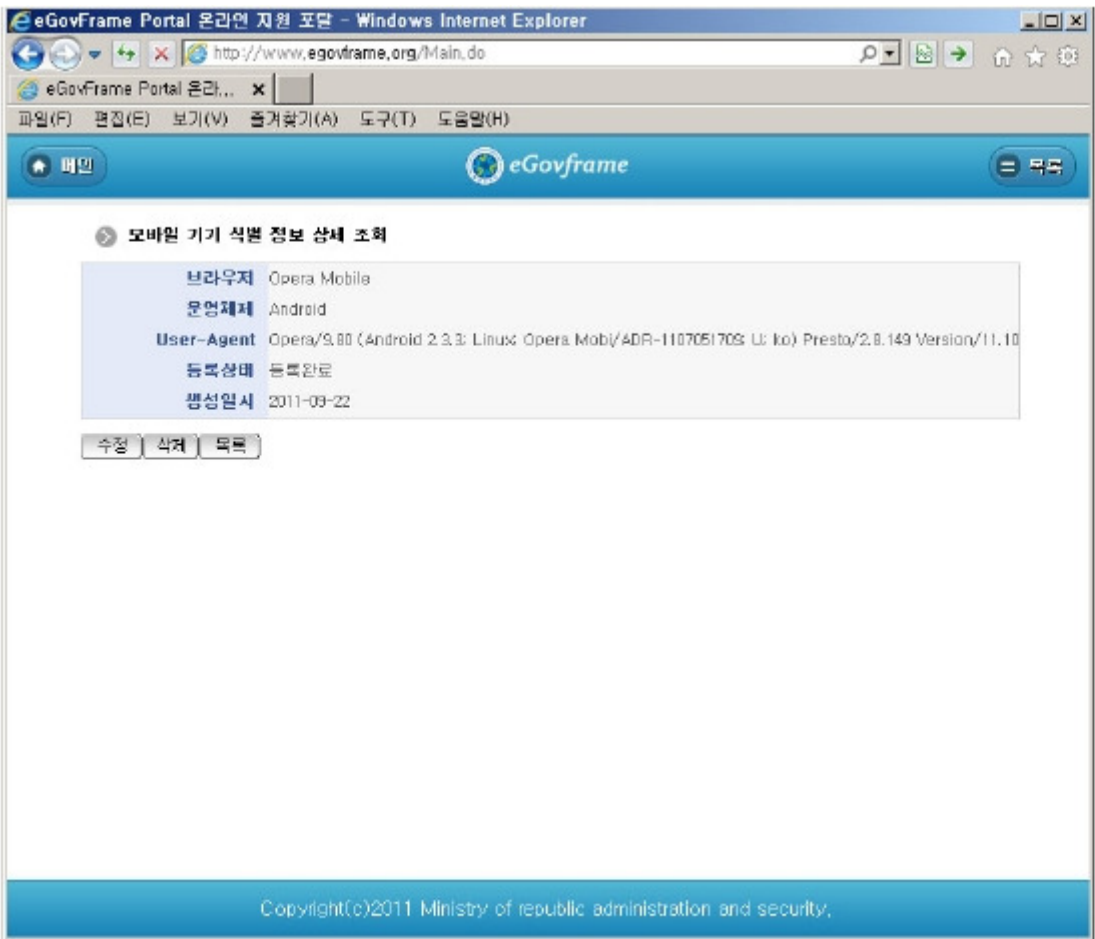 eGovFrame Portal 온라인 지원 포탈 - Windows Internet Explorer
http://www.egovframe.org/Main.do
eGovFrame Portal 온라...
파일(F) 편집(E) 보기(V) 즐겨찾기(A) 도구(T) 도움말(H)
메인 eGovframe 목록
모바일 기기 식별 정보 상세 조회
브라우저 Opera Mobile
운영체제 Android
User-Agent Opera/9.80 (Android 2.3.3; Linux; Opera Mobi/ADR-1107051709; U; ko) Presto/2.8.149 Version/11.10
등록상태 등록완료
생성일시 2011-09-22
수정 삭제 목록
Copyright(c)2011 Ministry of republic administration and security.